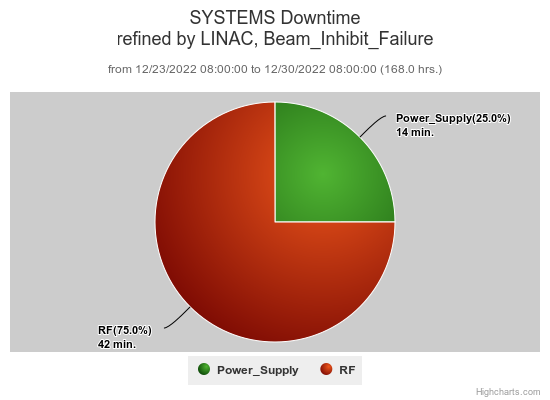 SYSTEMS Downtime
refined by LINAC, Beam_Inhibit_Failure
from 12/23/2022 08:00:00 to 12/30/2022 08:00:00 (168.0 hrs.)
Power_Supply(25.0%)
14 min.
RF(75.0%)
42 min.
Power_Supply RF
Highcharts.com